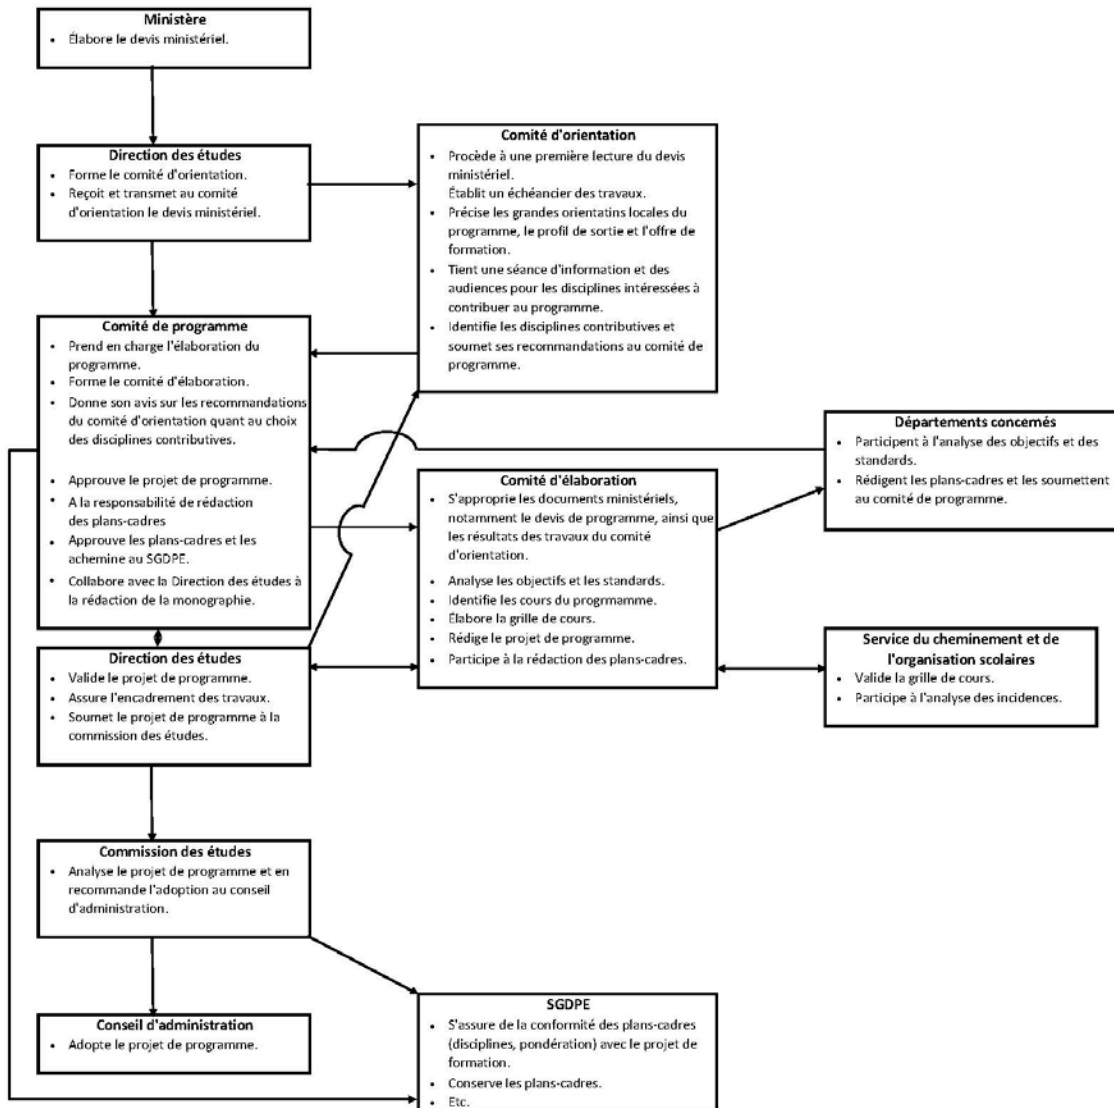 Ministère
• Élabore le devis ministériel.
Direction des études
• Forme le comité d'orientation.
• Reçoit et transmet au comité
d'orientation le devis ministériel.
Comité d'orientation
• Procède à une première lecture du devis
ministériel.
Établit un échéancier des travaux.
• Précise les grandes orientatins locales du
programme, le profil de sortie et l'offre de
formation.
• Tient une séance d'information et des
audiences pour les disciplines intéressées à
contribuer au programme.
• Identifie les disciplines contributives et
soumet ses recommandations au comité de
programme.
Comité de programme
• Prend en charge l'élaboration du
programme.
• Forme le comité d'élaboration.
• Donne son avis sur les recommandations
du comité d'orientation quant au choix
des disciplines contributives.
• Approuve le projet de programme.
• A la responsabilité de rédaction
des plans-cadres
• Approuve les plans-cadres et les
achemine au SGDPE.
• Collabore avec la Direction des études à
la rédaction de la monographie.
Départements concernés
• Participent à l'analyse des objectifs et des
standards.
• Rédigent les plans-cadres et les soumettent
au comité de programme.
Comité d'élaboration
• S'approprie les documents ministériels,
notamment le devis de programme, ainsi que
les résultats des travaux du comité
d'orientation.
• Analyse les objectifs et les standards.
• Identifie les cours du progrmamme.
• Élabore la grille de cours.
• Rédige le projet de programme.
• Participe à la rédaction des plans-cadres.
Service du cheminement et de
l'organisation scolaires
• Valide la grille de cours.
• Participe à l'analyse des incidences.
Direction des études
• Valide le projet de programme.
• Assure l'encadrement des travaux.
• Soumet le projet de programme à la
commission des études.
Commission des études
• Analyse le projet de programme et en
recommande l'adoption au conseil
d'administration.
Conseil d'administration
• Adopte le projet de programme.
SGDPE
• S'assure de la conformité des plans-cadres
(disciplines, pondération) avec le projet de
formation.
• Conserve les plans-cadres.
• Etc.